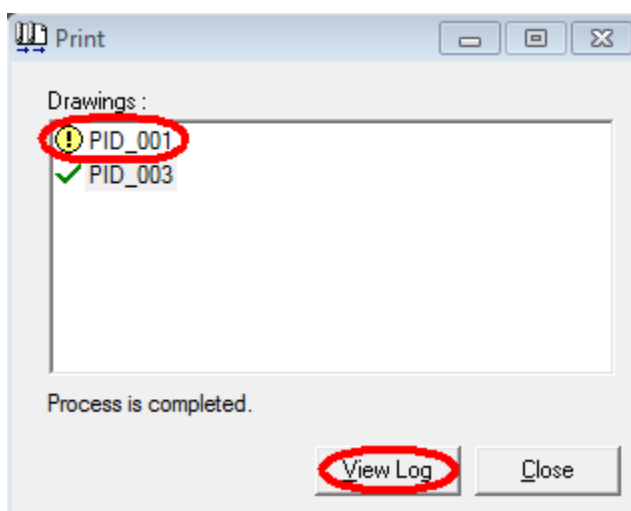 Print
Drawings :
PID_001
PID_003
Process is completed.
View Log
Close